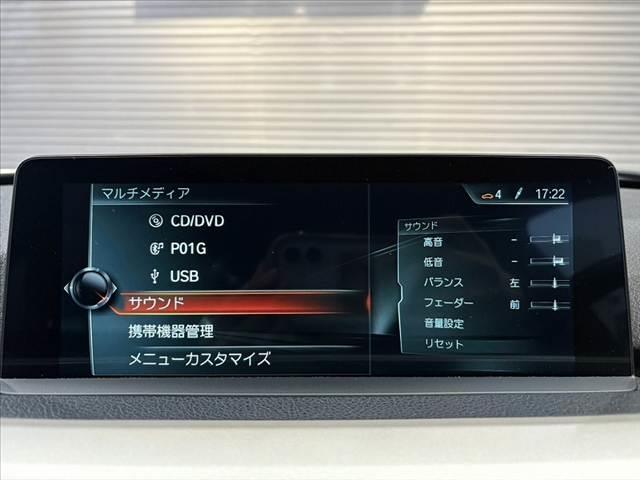 マルチメディア
4 17:22
CD/DVD
P01G
USB
サウンド
携帯機器管理
メニューカスタマイズ
サウンド
高音 -
低音 -
バランス 左
フェーダー 前
音量設定
リセット